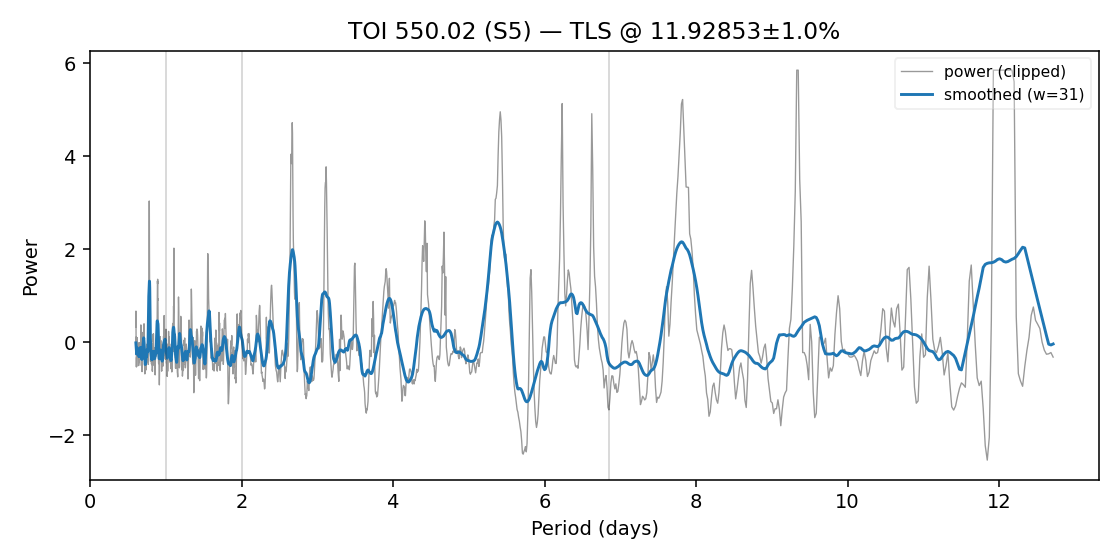 TOI 550.02 (S5) — TLS @ 11.92853±1.0%
power (clipped)
smoothed (w=31)
6
4
2
0
−2
Power
0 2 4 6 8 10 12
Period (days)